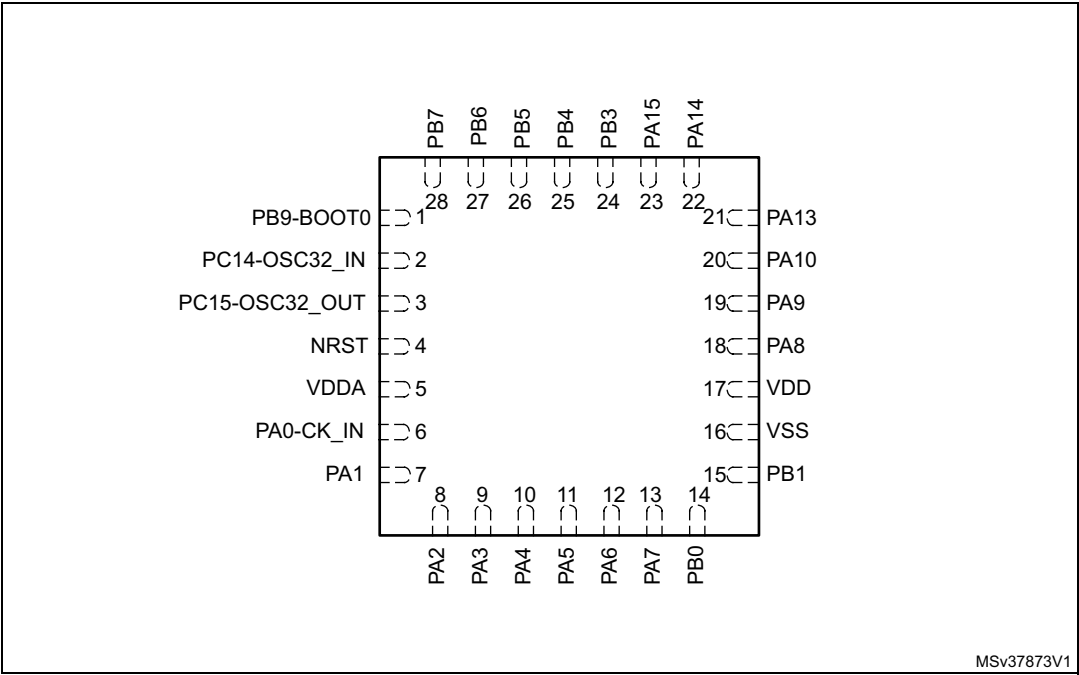 PB7 PB6 PB5 PB4 PB3 PA15 PA14
28 27 26 25 24 23 22
PB9-BOOT0 1 21 PA13
PC14-OSC32_IN 2 20 PA10
PC15-OSC32_OUT 3 19 PA9
NRST 4 18 PA8
VDDA 5 17 VDD
PA0-CK_IN 6 16 VSS
PA1 7 15 PB1
8 9 10 11 12 13 14
PA2 PA3 PA4 PA5 PA6 PA7 PB0
MSv37873V1